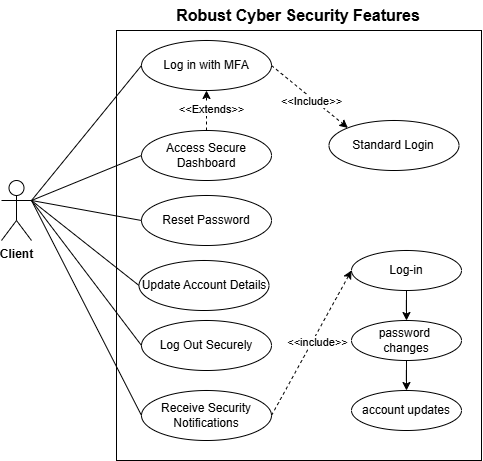 Robust Cyber Security Features
Log in with MFA
<<Extends>>
<<Include>>
Access Secure
Dashboard
Standard Login
Reset Password
Client
Update Account Details
Log-in
Log Out Securely
<<include>>
password
changes
Receive Security
Notifications
account updates